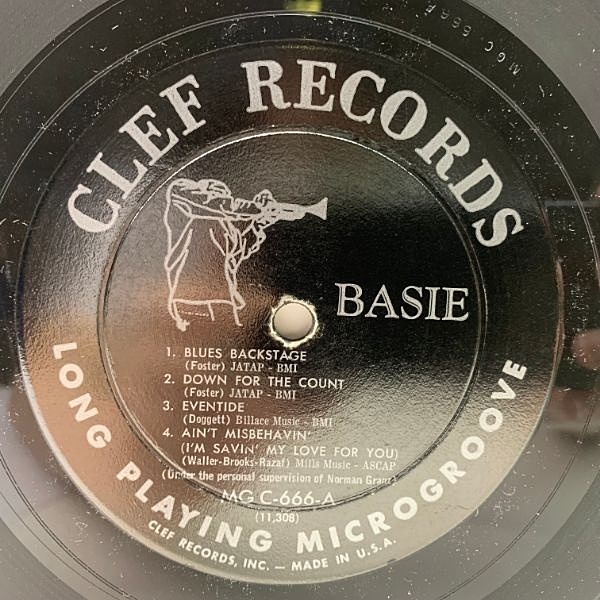 CLEF RECORDS
BASIE
1. BLUES BACKSTAGE
(Foster) JATAP - BMI
2. DOWN FOR THE COUNT
(Foster) JATAP - BMI
3. EVENTIDE
(Doggett) Billace Music - BMI
4. AIN'T MISBEHAVIN'
(I'M SAVIN' MY LOVE FOR YOU)
(Waller-Brooks-Razaf) Mills Music - ASCAP
(Under the personal supervision of Norman Granz)
MG C-666-A
(11,308)
LONG PLAYING MICROGROOVE
CLEF RECORDS, INC. — MADE IN U.S.A.